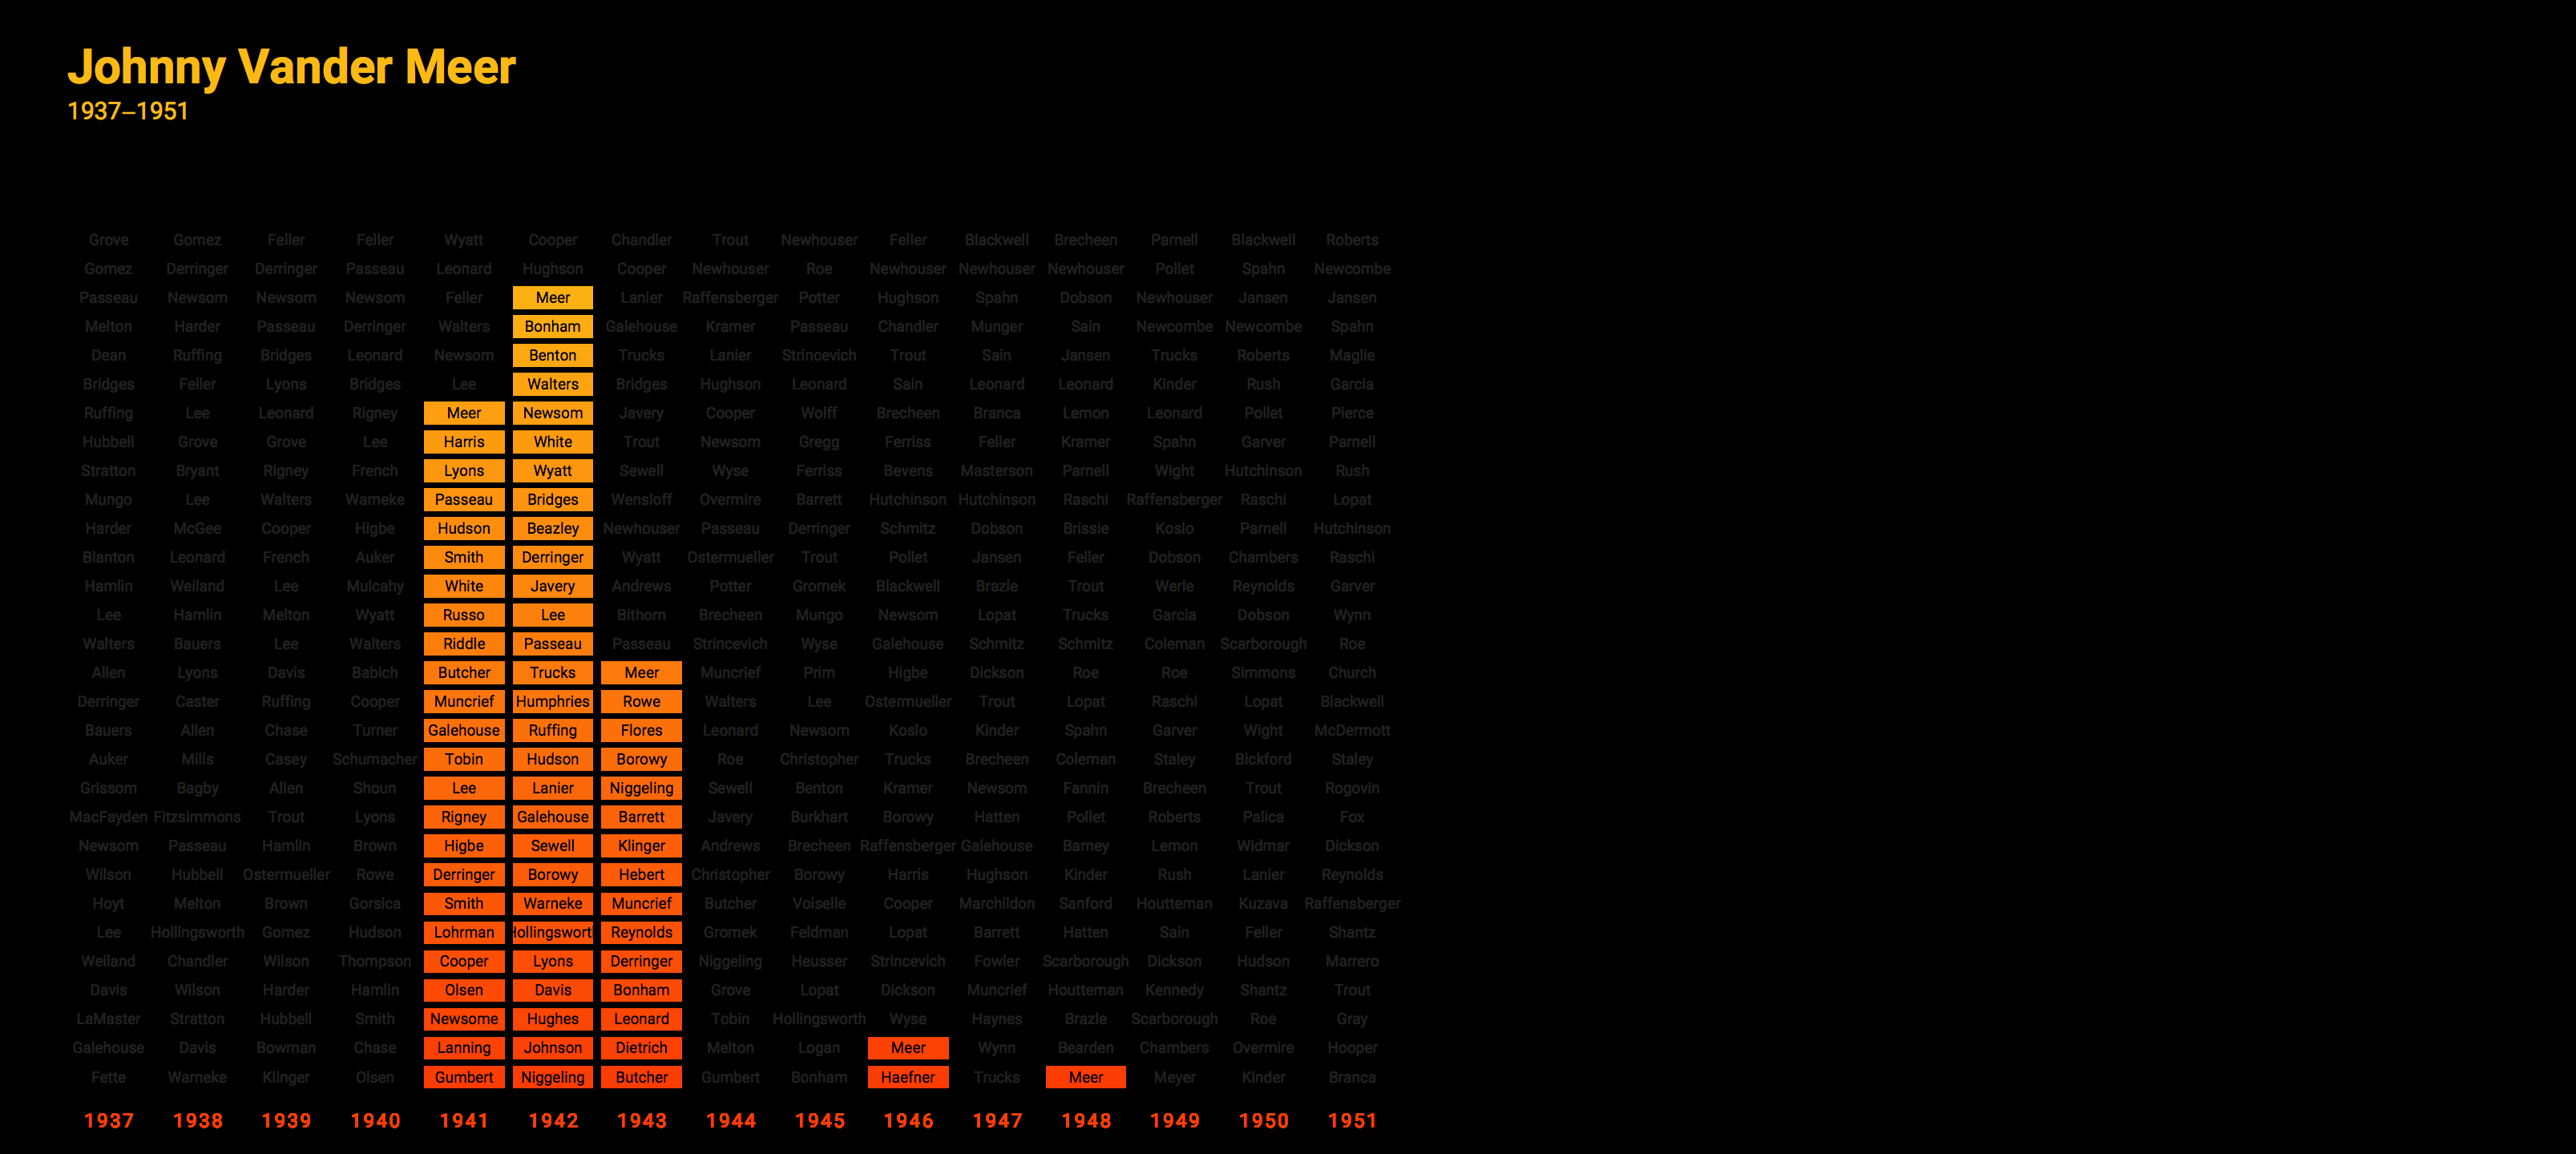 Johnny Vander Meer
1937–1951
Grove Gomez Feller Feller Wyatt Cooper Chandler Trout Newhouser Feller Blackwell Brecheen Parnell Blackwell Roberts
Gomez Derringer Derringer Passeau Leonard Hughson Cooper Newhouser Roe Newhouser Newhouser Newhouser Pollet Spahn Newcombe
Passeau Newsom Newsom Newsom Feller Meer Lanier Raffensberger Potter Hughson Spahn Dobson Newhouser Jansen Jansen
Melton Harder Passeau Derringer Walters Bonham Galehouse Kramer Passeau Chandler Munger Sain Newcombe Newcombe Spahn
Dean Ruffing Bridges Leonard Newsom Benton Trucks Lanier Strincevich Trout Sain Jansen Trucks Roberts Maglie
Bridges Feller Lyons Bridges Lee Walters Bridges Hughson Leonard Sain Leonard Leonard Kinder Rush Garcia
Ruffing Lee Leonard Rigney Meer Newsom Javery Cooper Wolff Brecheen Branca Lemon Leonard Pollet Pierce
Hubbell Grove Grove Lee Harris White Trout Newsom Gregg Ferriss Feller Kramer Spahn Garver Parnell
Stratton Bryant Rigney French Lyons Wyatt Sewell Wyse Ferriss Bevens Masterson Parnell Wight Hutchinson Rush
Mungo Lee Walters Warneke Passeau Bridges Wensloff Overmire Barrett Hutchinson Hutchinson Raschi Raffensberger Raschi Lopat
Harder McGee Cooper Higbe Hudson Beazley Newhouser Passeau Derringer Schmitz Dobson Brissie Koslo Parnell Hutchinson
Blanton Leonard French Auker Smith Derringer Wyatt Ostermueller Trout Pollet Jansen Feller Dobson Chambers Raschi
Hamlin Weiland Lee Mulcahy White Javery Andrews Potter Gromek Blackwell Brazle Trout Werle Reynolds Garver
Lee Hamlin Melton Wyatt Russo Lee Bithorn Brecheen Mungo Newsom Lopat Trucks Garcia Dobson Wynn
Walters Bauers Lee Walters Riddle Passeau Passeau Strincevich Wyse Galehouse Schmitz Schmitz Coleman Scarborough Roe
Allen Lyons Davis Babich Butcher Trucks Meer Muncrief Prim Higbe Dickson Roe Roe Simmons Church
Derringer Caster Ruffing Cooper Muncrief Humphries Rowe Walters Lee Ostermueller Trout Lopat Raschi Lopat Blackwell
Bauers Allen Chase Turner Galehouse Ruffing Flores Leonard Newsom Koslo Kinder Spahn Garver Wight McDermott
Auker Mills Casey Schumacher Tobin Hudson Borowy Roe Christopher Trucks Brecheen Coleman Staley Bickford Staley
Grissom Bagby Allen Shoun Lee Lanier Niggeling Sewell Benton Kramer Newsom Fannin Brecheen Trout Rogovin
MacFayden Fitzsimmons Trout Lyons Rigney Galehouse Barrett Javery Burkhart Borowy Hatten Pollet Roberts Palica Fox
Newsom Passeau Hamlin Brown Higbe Sewell Klinger Andrews Brecheen Raffensberger Galehouse Barney Lemon Widmar Dickson
Wilson Hubbell Ostermueller Rowe Derringer Borowy Hebert Christopher Borowy Harris Hughson Kinder Rush Lanier Reynolds
Hoyt Melton Brown Gorsica Smith Warneke Muncrief Butcher Voiselle Cooper Marchildon Sanford Houtteman Kuzava Raffensberger
Lee Hollingsworth Gomez Hudson Lohrman Hollingsworth Reynolds Gromek Feldman Lopat Barrett Hatten Sain Feller Shantz
Weiland Chandler Wilson Thompson Cooper Lyons Derringer Niggeling Heusser Strincevich Fowler Scarborough Dickson Hudson Marrero
Davis Wilson Harder Hamlin Olsen Davis Bonham Grove Lopat Dickson Muncrief Houtteman Kennedy Shantz Trout
LaMaster Stratton Hubbell Smith Newsome Hughes Leonard Tobin Hollingsworth Wyse Haynes Brazle Scarborough Roe Gray
Galehouse Davis Bowman Chase Lanning Johnson Dietrich Melton Logan Meer Wynn Bearden Chambers Overmire Hooper
Fette Warneke Klinger Olsen Gumbert Niggeling Butcher Gumbert Bonham Haefner Trucks Meer Meyer Kinder Branca
1937 1938 1939 1940 1941 1942 1943 1944 1945 1946 1947 1948 1949 1950 1951